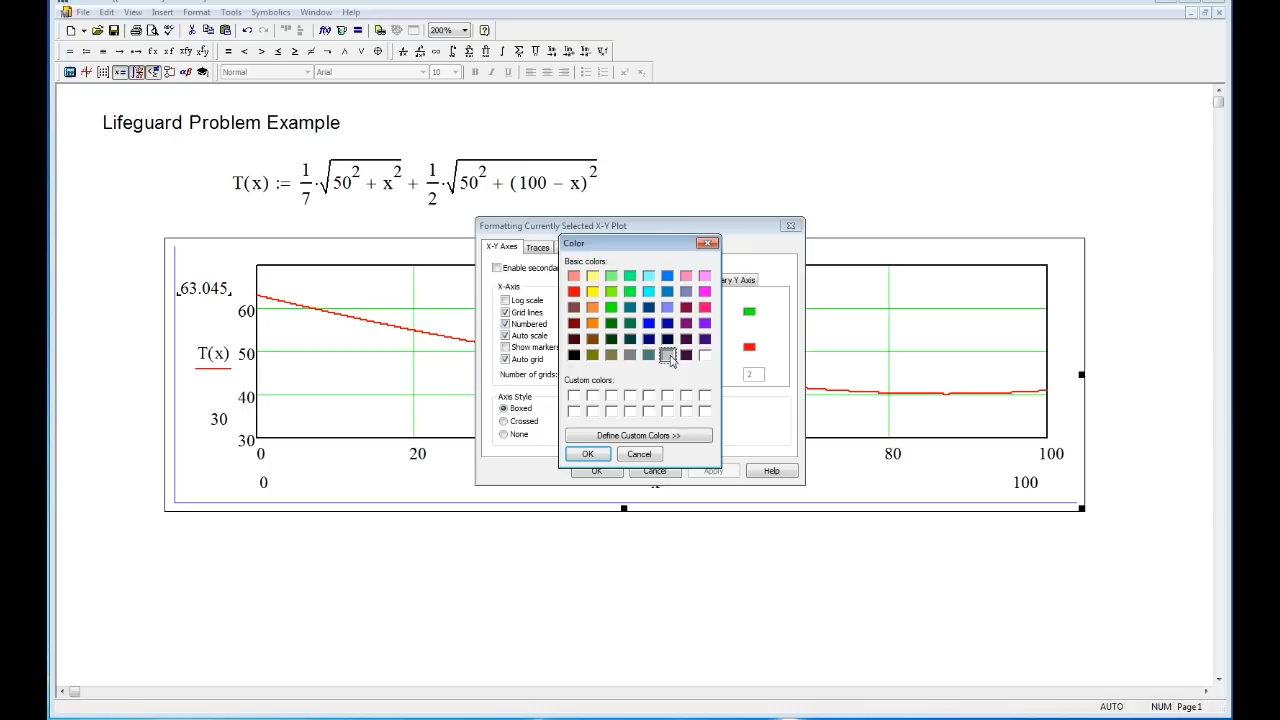 File Edit View Insert Format Tools Symbolics Window Help
200%
Normal Arial 10 B I U
Lifeguard Problem Example
T(x) := 1/7·√(50² + x²) + 1/2·√(50² + (100 − x)²)
Formatting Currently Selected X-Y Plot
X-Y Axes Traces
Color
Basic colors:
Enable seconda
ry Y Axis
X-Axis
Log scale
Grid lines
Numbered
Auto scale
Show markers
Auto grid
Number of grids:
2
Axis Style
Boxed
Crossed
None
Custom colors:
Define Custom Colors >>
OK Cancel
OK Cancel Apply Help
63.045
60
50
T(x)
40
30
30
0 20 80 100
0 x 100
AUTO NUM Page 1